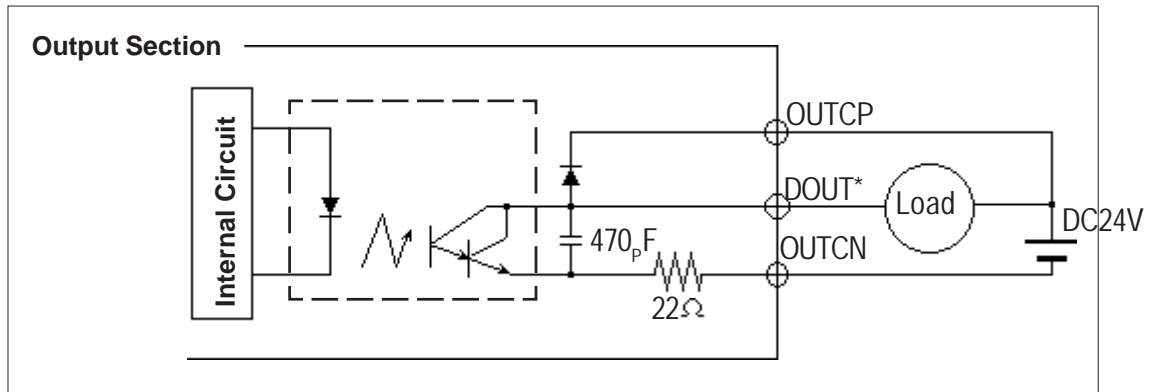 Output Section
Internal Circuit
OUTCP
DOUT*
Load
DC24V
OUTCN
470pF
22Ω